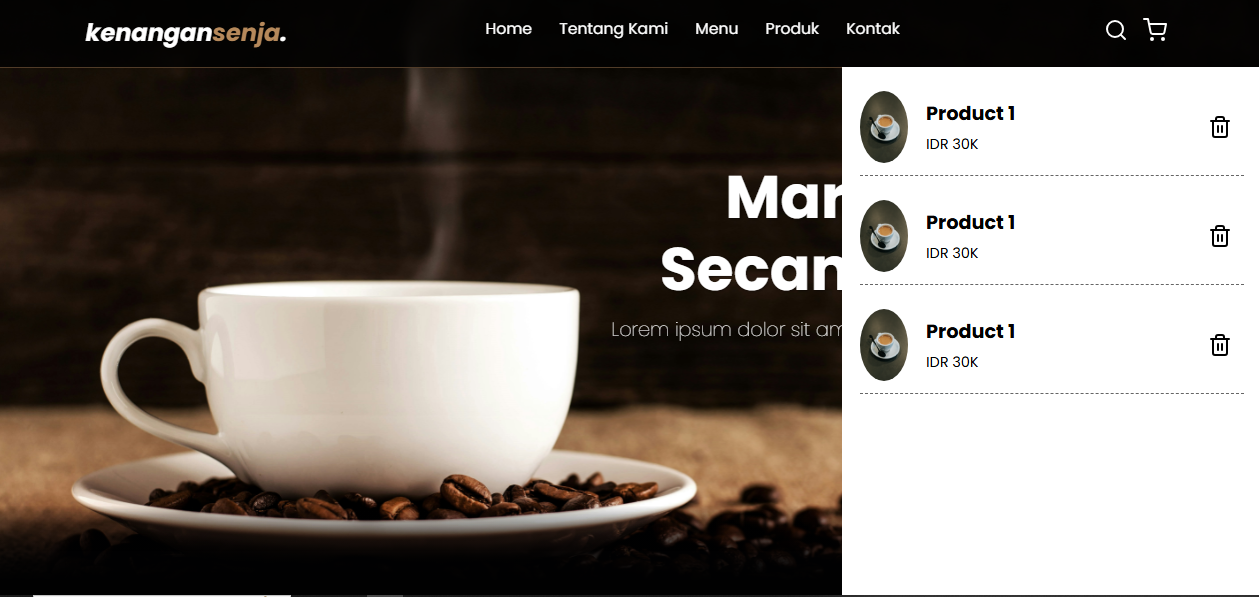 kenangansenja.
Home Tentang Kami Menu Produk Kontak
Product 1
IDR 30K
Product 1
IDR 30K
Product 1
IDR 30K
Mar
Secan
Lorem ipsum dolor sit am